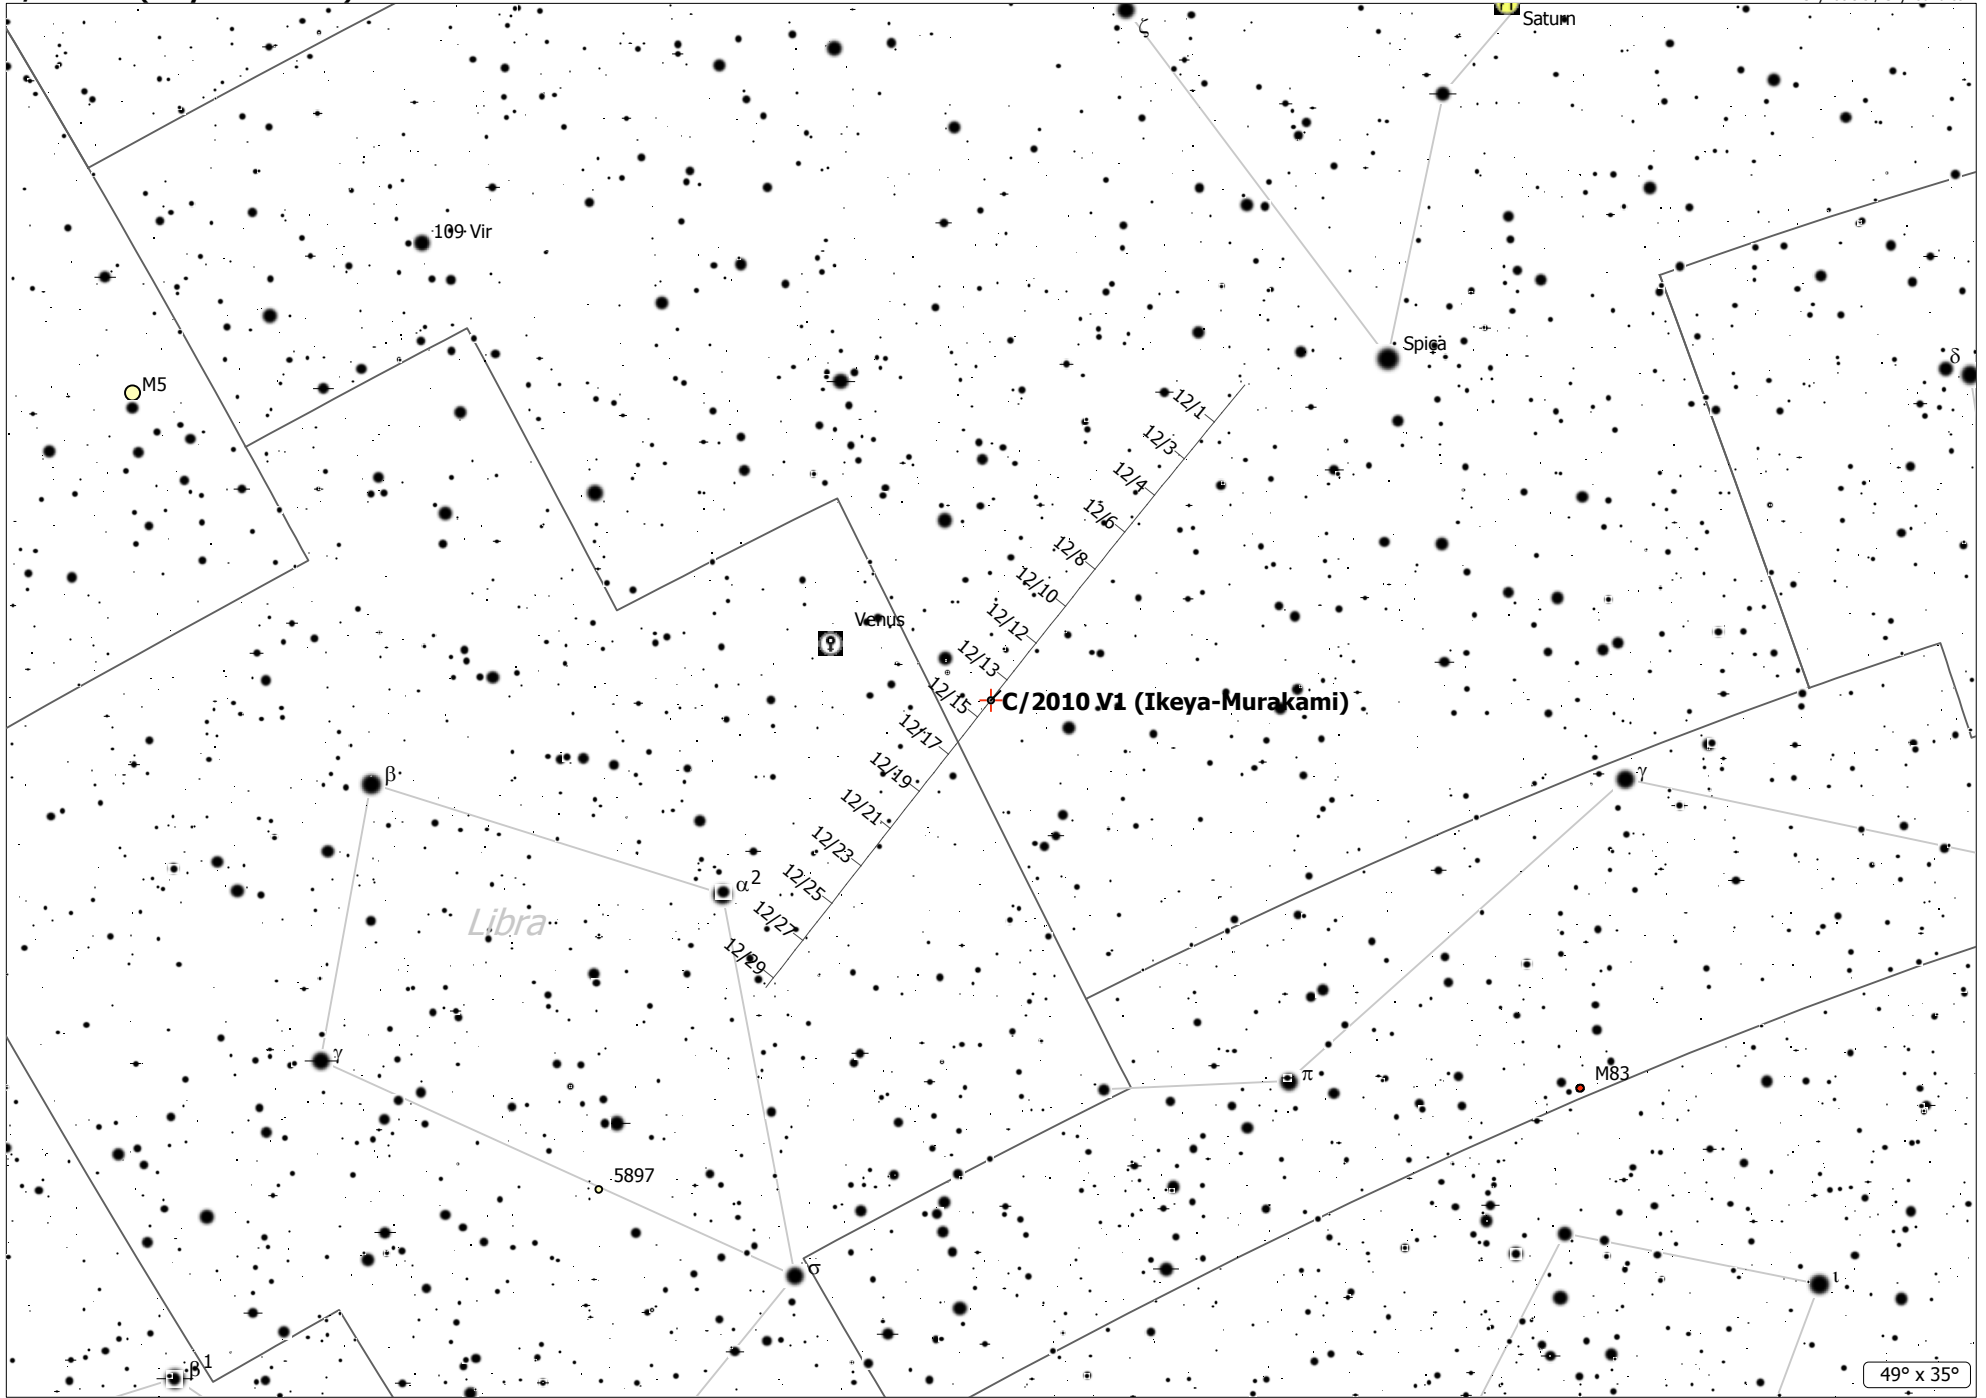 ζ
Saturn
109 Vir
Spica
δ
M5
12/1
12/3
12/4
12/6
12/8
12/10
12/12
Venus
12/13
12/15
C/2010 V1 (Ikeya-Murakami)
12/17
12/19
β
γ
12/21
12/23
α2
12/25
Libra
12/27
12/29
γ
π
M83
5897
σ
ι
β1
49° x 35°